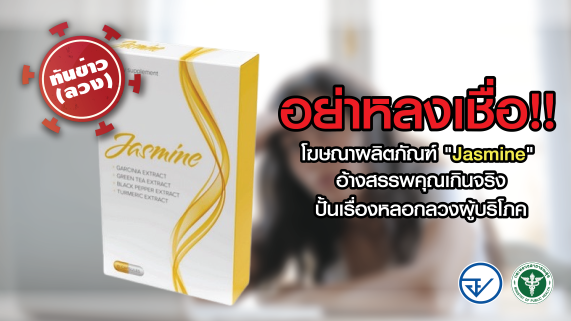 ทันข่าว
(ลวง)
Supplement
Jasmine
GARCINIA EXTRACT
GREEN TEA EXTRACT
BLACK PEPPER EXTRACT
TURMERIC EXTRACT
อย่าหลงเชื่อ!!
โฆษณาผลิตภัณฑ์ "Jasmine"
อ้างสรรพคุณเกินจริง
ปั้นเรื่องหลอกลวงผู้บริโภค